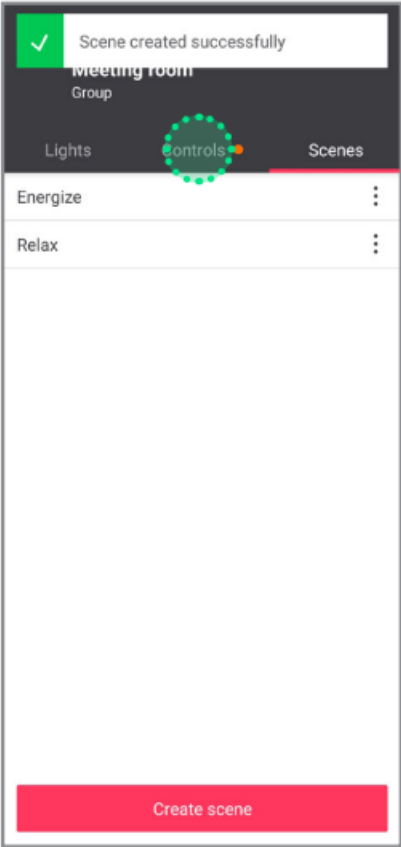 Scene created successfully
Meeting room
Group
Lights Controls Scenes
Energize
Relax
Create scene